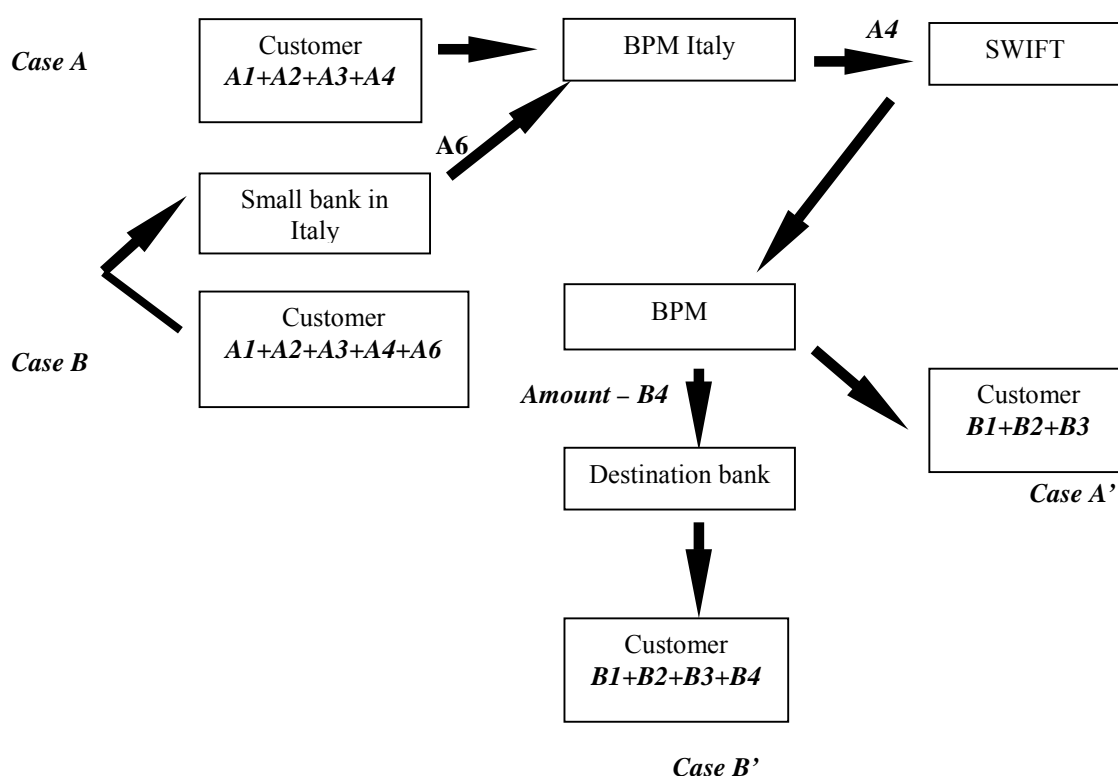 Case A
Customer
A1+A2+A3+A4
BPM Italy
A4
SWIFT
A6
Small bank in
Italy
Case B
Customer
A1+A2+A3+A4+A6
BPM
Amount – B4
Customer
B1+B2+B3
Case A’
Destination bank
Customer
B1+B2+B3+B4
Case B’